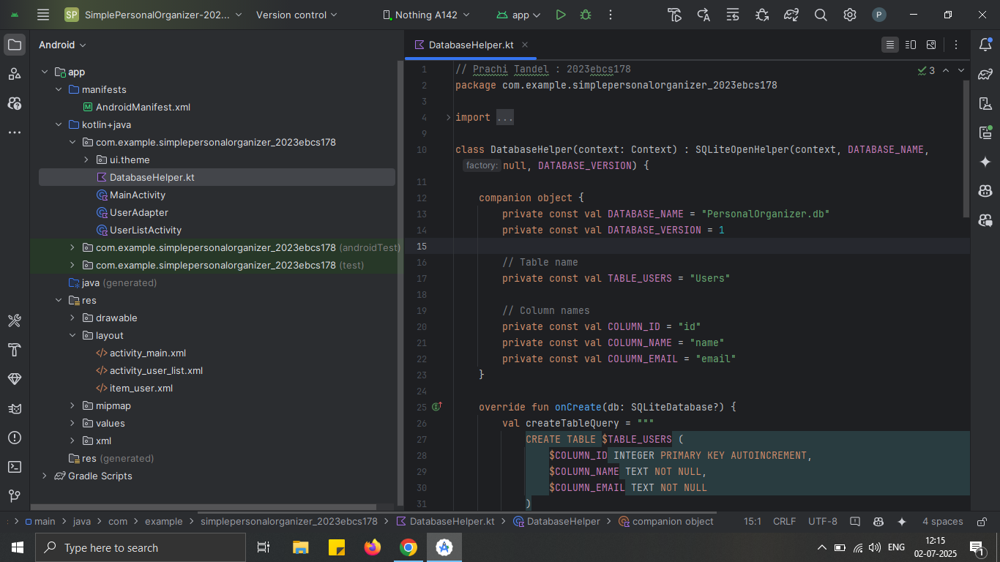 SP SimplePersonalOrganizer-202... Version control Nothing A142 app P
Android
DatabaseHelper.kt
app
manifests
AndroidManifest.xml
kotlin+java
com.example.simplepersonalorganizer_2023ebcs178
ui.theme
DatabaseHelper.kt
MainActivity
UserAdapter
UserListActivity
com.example.simplepersonalorganizer_2023ebcs178 (androidTest)
com.example.simplepersonalorganizer_2023ebcs178 (test)
java (generated)
res
drawable
layout
activity_main.xml
activity_user_list.xml
item_user.xml
mipmap
values
xml
res (generated)
Gradle Scripts
3
1 // Prachi Tandel : 2023ebcs178
2 package com.example.simplepersonalorganizer_2023ebcs178
3
4 import ...
9
10 class DatabaseHelper(context: Context) : SQLiteOpenHelper(context, DATABASE_NAME,
factory: null, DATABASE_VERSION) {
11
12 companion object {
13 private const val DATABASE_NAME = "PersonalOrganizer.db"
14 private const val DATABASE_VERSION = 1
15
16 // Table name
17 private const val TABLE_USERS = "Users"
18
19 // Column names
20 private const val COLUMN_ID = "id"
21 private const val COLUMN_NAME = "name"
22 private const val COLUMN_EMAIL = "email"
23 }
24
25 override fun onCreate(db: SQLiteDatabase?) {
26 val createTableQuery = """
27 CREATE TABLE $TABLE_USERS (
28 $COLUMN_ID INTEGER PRIMARY KEY AUTOINCREMENT,
29 $COLUMN_NAME TEXT NOT NULL,
30 $COLUMN_EMAIL TEXT NOT NULL
31 )
main > java > com > example > simplepersonalorganizer_2023ebcs178 > DatabaseHelper.kt > DatabaseHelper > companion object 15:1 CRLF UTF-8 4 spaces
Type here to search
ENG
12:15
02-07-2025
1